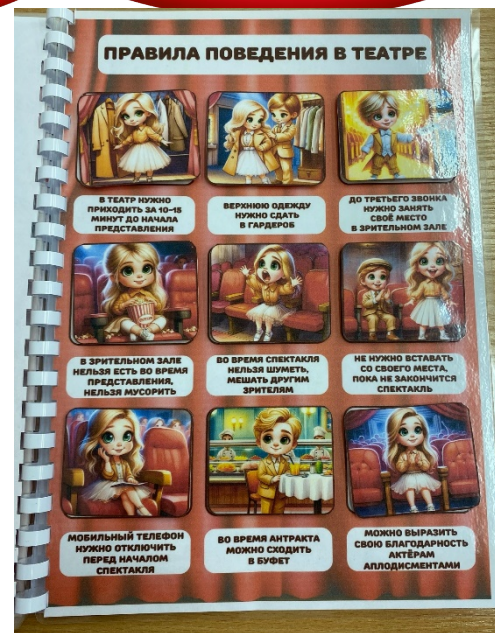 ПРАВИЛА ПОВЕДЕНИЯ В ТЕАТРЕ
В ТЕАТР НУЖНО
ПРИХОДИТЬ ЗА 10-15
МИНУТ ДО НАЧАЛА
ПРЕДСТАВЛЕНИЯ
ВЕРХНЮЮ ОДЕЖДУ
НУЖНО СДАТЬ
В ГАРДЕРОБ
ДО ТРЕТЬЕГО ЗВОНКА
НУЖНО ЗАНЯТЬ
СВОЁ МЕСТО
В ЗРИТЕЛЬНОМ ЗАЛЕ
В ЗРИТЕЛЬНОМ ЗАЛЕ
НЕЛЬЗЯ ЕСТЬ ВО ВРЕМЯ
ПРЕДСТАВЛЕНИЯ,
НЕЛЬЗЯ МУСОРИТЬ
ВО ВРЕМЯ СПЕКТАКЛЯ
НЕЛЬЗЯ ШУМЕТЬ,
МЕШАТЬ ДРУГИМ
ЗРИТЕЛЯМ
НЕ НУЖНО ВСТАВАТЬ
СО СВОЕГО МЕСТА,
ПОКА НЕ ЗАКОНЧИТСЯ
СПЕКТАКЛЬ
МОБИЛЬНЫЙ ТЕЛЕФОН
НУЖНО ОТКЛЮЧИТЬ
ПЕРЕД НАЧАЛОМ
СПЕКТАКЛЯ
ВО ВРЕМЯ АНТРАКТА
МОЖНО СХОДИТЬ
В БУФЕТ
МОЖНО ВЫРАЗИТЬ
СВОЮ БЛАГОДАРНОСТЬ
АКТЁРАМ
АПЛОДИСМЕНТАМИ